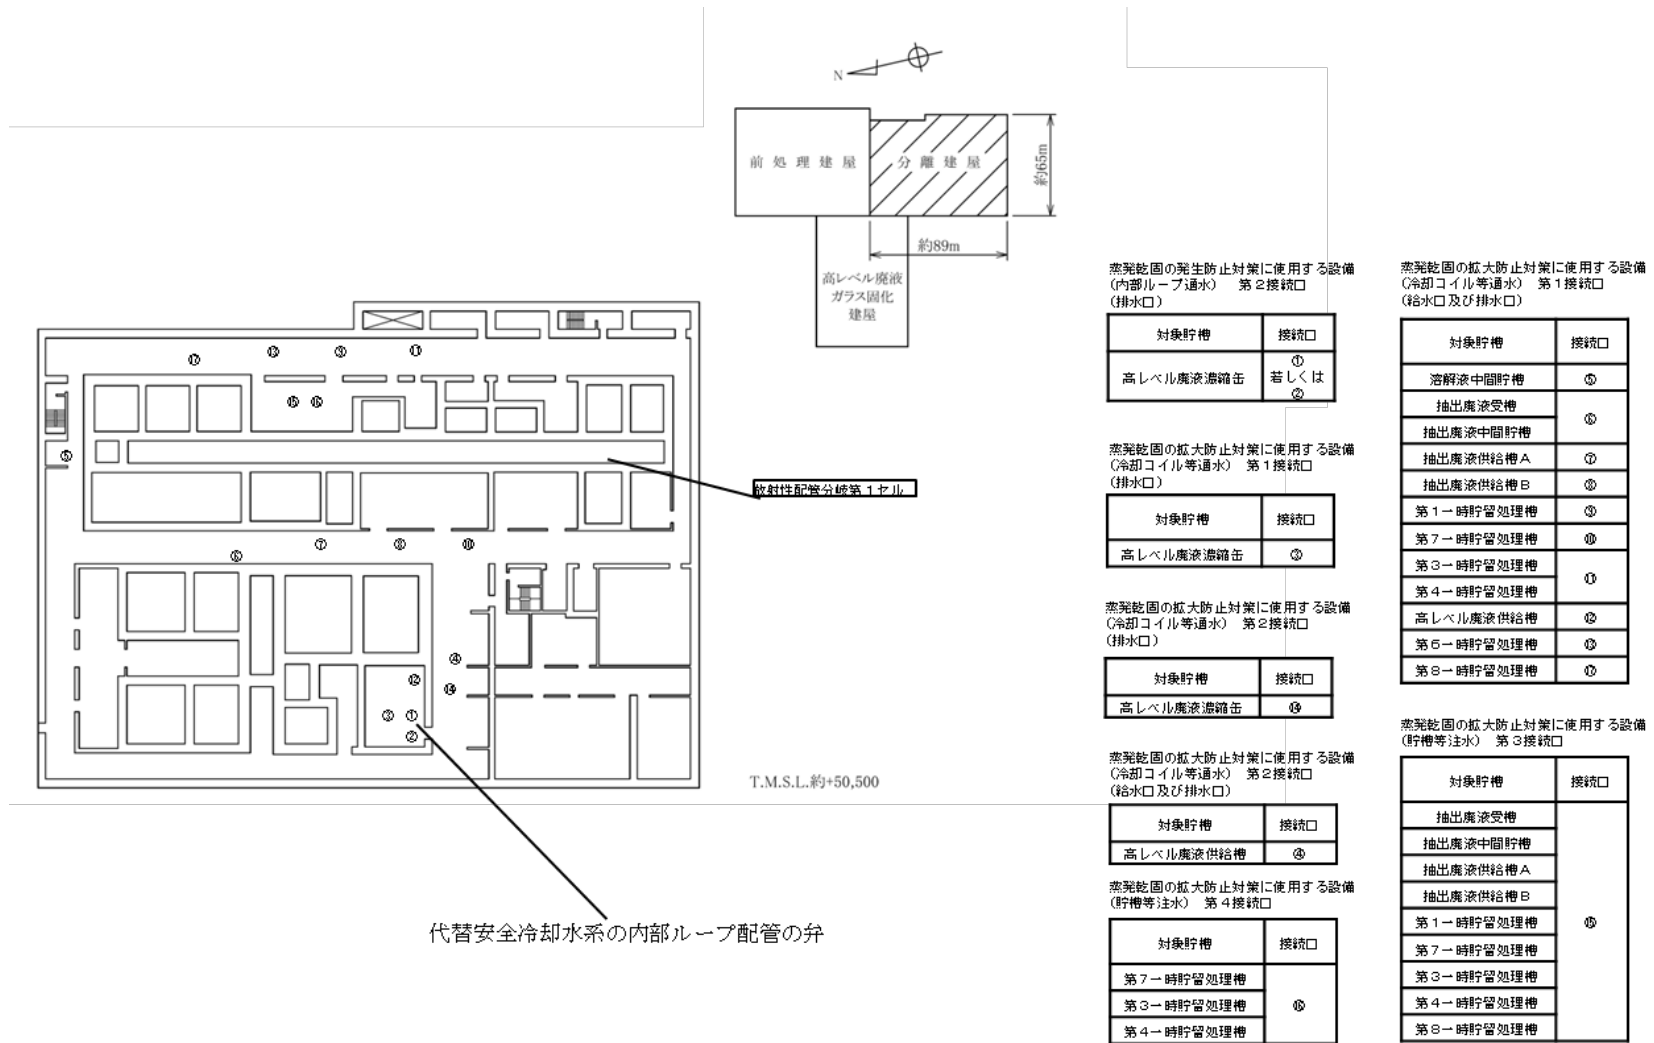 N
前処理建屋
分離建屋
約65m
約89m
高レベル廃液
ガラス固化
建屋
⑰
⑬
⑨
⑪
⑮
⑯
⑤
放射性配管分岐第1セル
⑥
⑦
⑧
⑩
④
⑫
⑭
③
①
②
T.M.S.L.約+50,500
代替安全冷却水系の内部ループ配管の弁
蒸発乾固の発生防止対策に使用する設備
(内部ループ通水) 第2接続口
(排水口)
対象貯槽 接続口
高レベル廃液濃縮缶 ①
若しくは
②
蒸発乾固の拡大防止対策に使用する設備
(冷却コイル等通水) 第1接続口
(排水口)
対象貯槽 接続口
高レベル廃液濃縮缶 ③
蒸発乾固の拡大防止対策に使用する設備
(冷却コイル等通水) 第2接続口
(排水口)
対象貯槽 接続口
高レベル廃液濃縮缶 ⑭
蒸発乾固の拡大防止対策に使用する設備
(冷却コイル等通水) 第2接続口
(給水口及び排水口)
対象貯槽 接続口
高レベル廃液供給槽 ④
蒸発乾固の拡大防止対策に使用する設備
(貯槽等注水) 第4接続口
対象貯槽 接続口
第7一時貯留処理槽
第3一時貯留処理槽 ⑯
第4一時貯留処理槽
蒸発乾固の拡大防止対策に使用する設備
(冷却コイル等通水) 第1接続口
(給水口及び排水口)
対象貯槽 接続口
溶解液中間貯槽 ⑤
抽出廃液受槽
⑥
抽出廃液中間貯槽
抽出廃液供給槽A ⑦
抽出廃液供給槽B ⑧
第1一時貯留処理槽 ⑨
第7一時貯留処理槽 ⑩
第3一時貯留処理槽
⑪
第4一時貯留処理槽
高レベル廃液供給槽 ⑫
第6一時貯留処理槽 ⑬
第8一時貯留処理槽 ⑰
蒸発乾固の拡大防止対策に使用する設備
(貯槽等注水) 第3接続口
対象貯槽 接続口
抽出廃液受槽
抽出廃液中間貯槽
抽出廃液供給槽A
抽出廃液供給槽B
第1一時貯留処理槽 ⑮
第7一時貯留処理槽
第3一時貯留処理槽
第4一時貯留処理槽
第8一時貯留処理槽